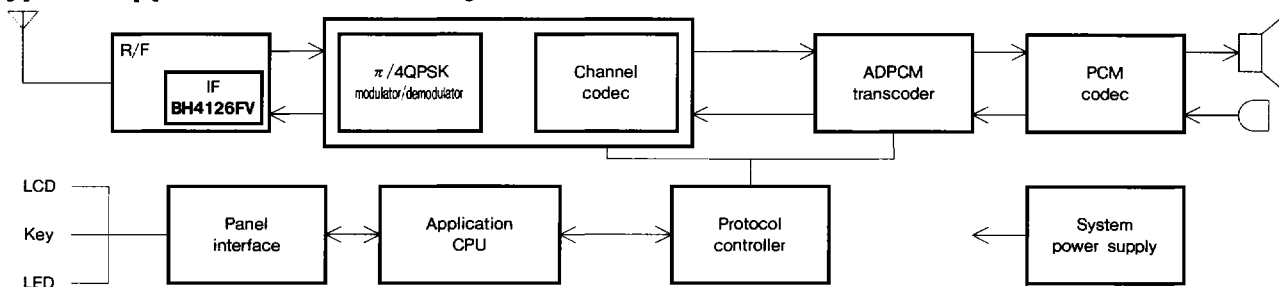 R/F
IF
BH4126FV
π/4QPSK
modulator/demodulator
Channel
codec
ADPCM
transcoder
PCM
codec
LCD
Key
LED
Panel
interface
Application
CPU
Protocol
controller
System
power supply